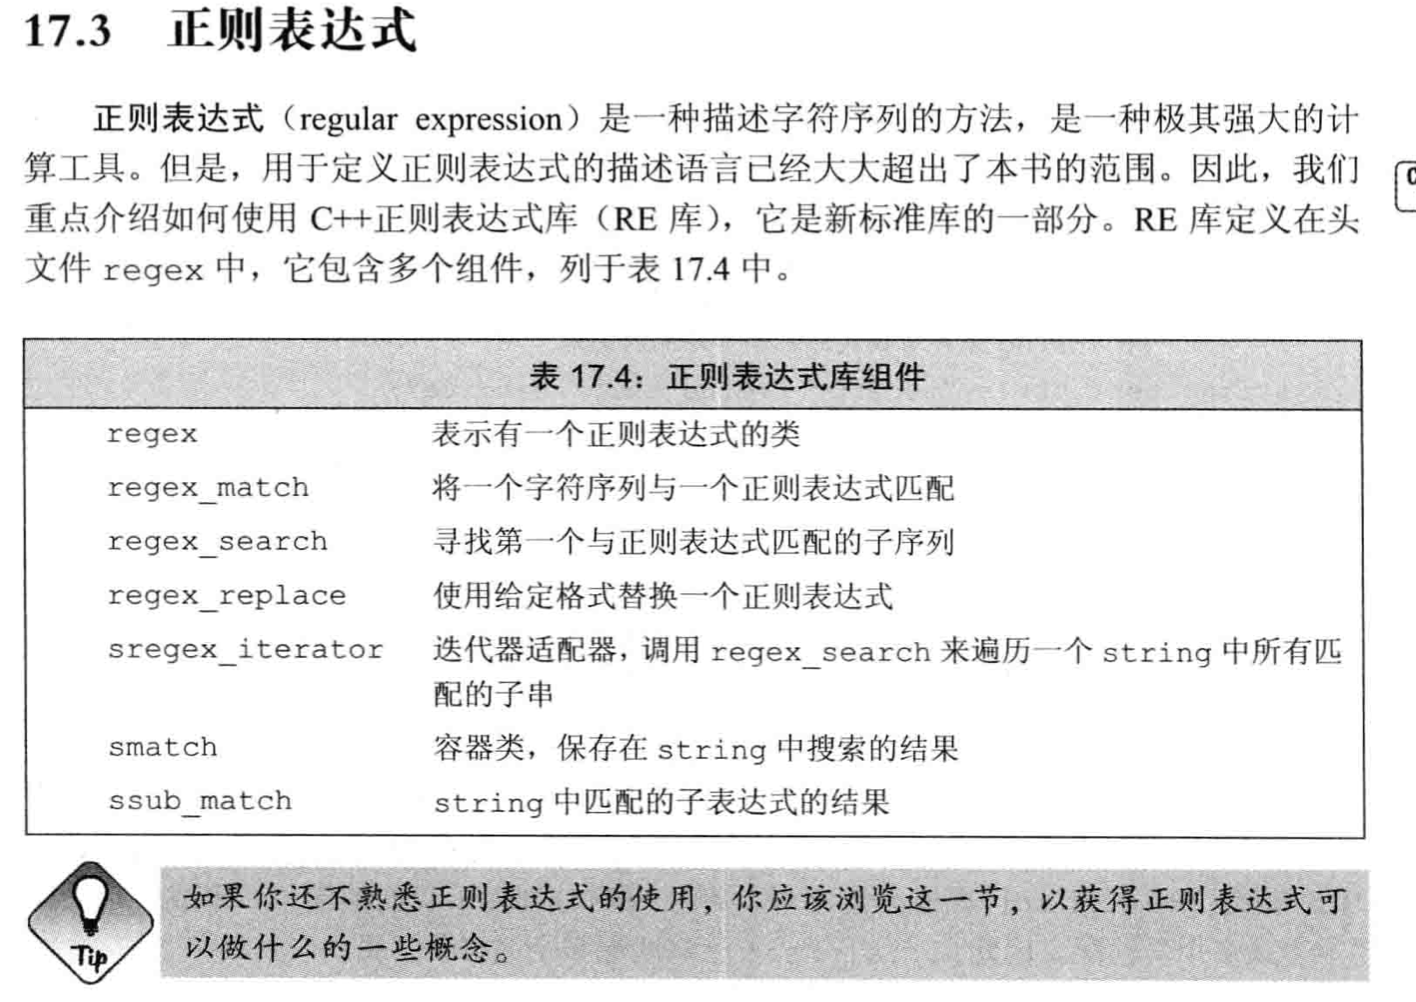 17.3 正则表达式
正则表达式（regular expression）是一种描述字符序列的方法，是一种极其强大的计
算工具。但是，用于定义正则表达式的描述语言已经大大超出了本书的范围。因此，我们
重点介绍如何使用 C++正则表达式库（RE 库），它是新标准库的一部分。RE 库定义在头
文件 regex 中，它包含多个组件，列于表 17.4 中。
表 17.4：正则表达式库组件
regex 表示有一个正则表达式的类
regex_match 将一个字符序列与一个正则表达式匹配
regex_search 寻找第一个与正则表达式匹配的子序列
regex_replace 使用给定格式替换一个正则表达式
sregex_iterator 迭代器适配器，调用 regex_search 来遍历一个 string 中所有匹
配的子串
smatch 容器类，保存在 string 中搜索的结果
ssub_match string 中匹配的子表达式的结果
如果你还不熟悉正则表达式的使用，你应该浏览这一节，以获得正则表达式可
以做什么的一些概念。
Tip